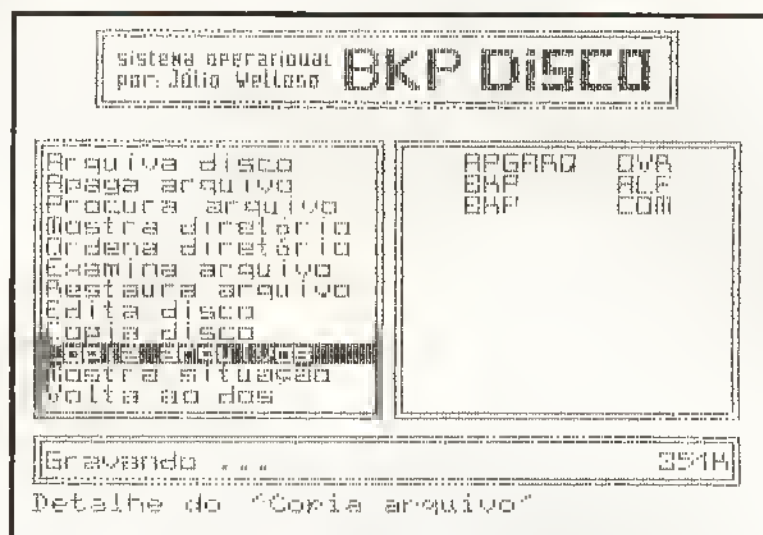 sistema operacional
por: Júlio Velloso
BKP DISCO
Arquiva disco
Apaga arquivo
Procura arquivo
Mostra diretório
Ordena diretório
Examina arquivo
Restaura arquivo
Edita disco
Copia disco
Mostra situação
Volta ao dos
APGARQ OVR
BKP
BKP COM
Gravando ...
Detalhe do "Copia arquivo"